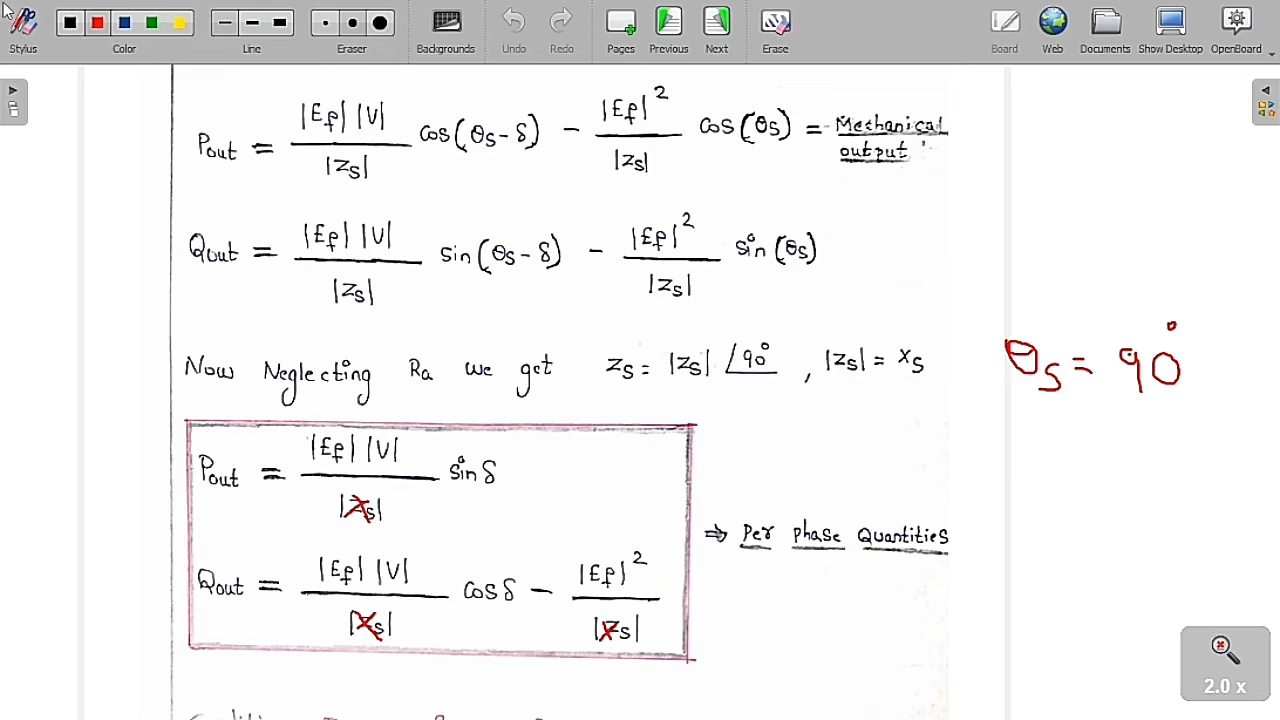 Stylus Color Line Eraser Backgrounds Undo Redo Pages Previous Next Erase Board Web Documents Show Desktop OpenBoard
Pout = |Ef| |V| / |Zs| cos(θs - δ) - |Ef|² / |Zs| cos(θs) = Mechanical output
Qout = |Ef| |V| / |Zs| sin(θs - δ) - |Ef|² / |Zs| sin(θs)
Now Neglecting Ra we get Zs = |Zs| ∠90° , |Zs| = Xs
θs = 90°
Pout = |Ef| |V| / |Xs| sin δ
Qout = |Ef| |V| / |Xs| cos δ - |Ef|² / |Xs|
⇒ Per phase Quantities
2.0 x